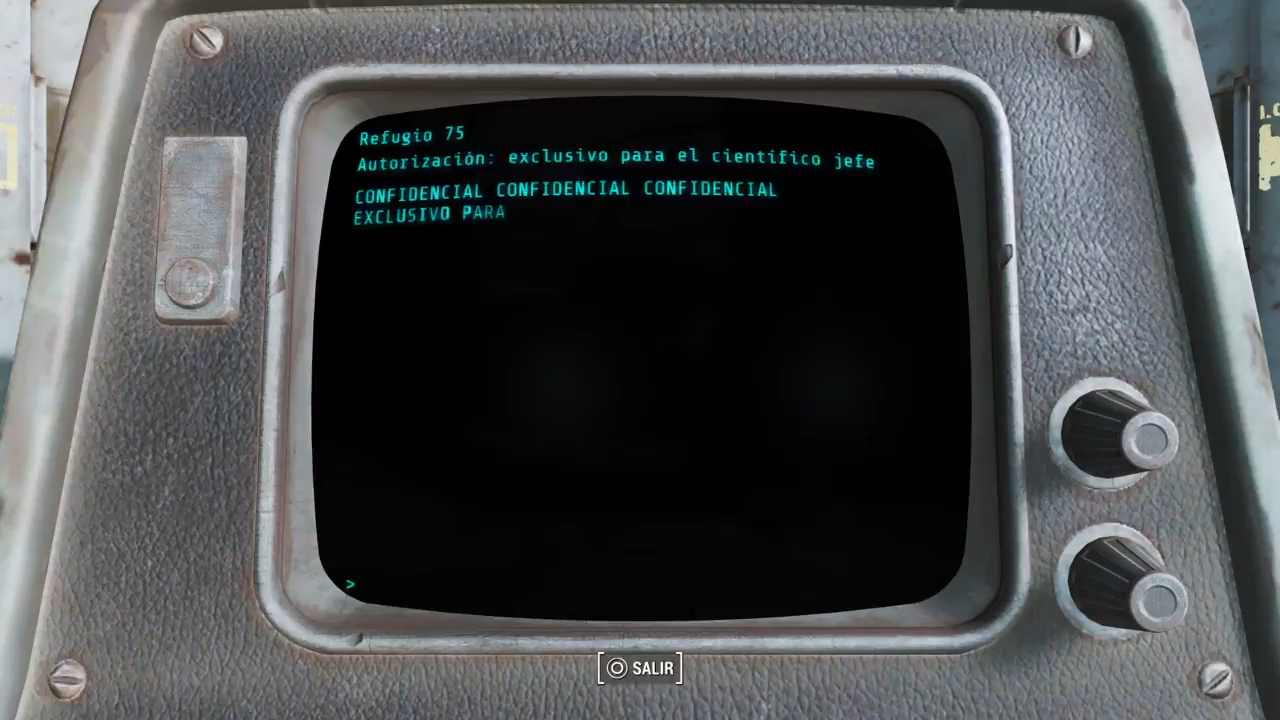 Refugio 75
Autorización: exclusivo para el científico jefe
CONFIDENCIAL CONFIDENCIAL CONFIDENCIAL
EXCLUSIVO PARA
>
SALIR